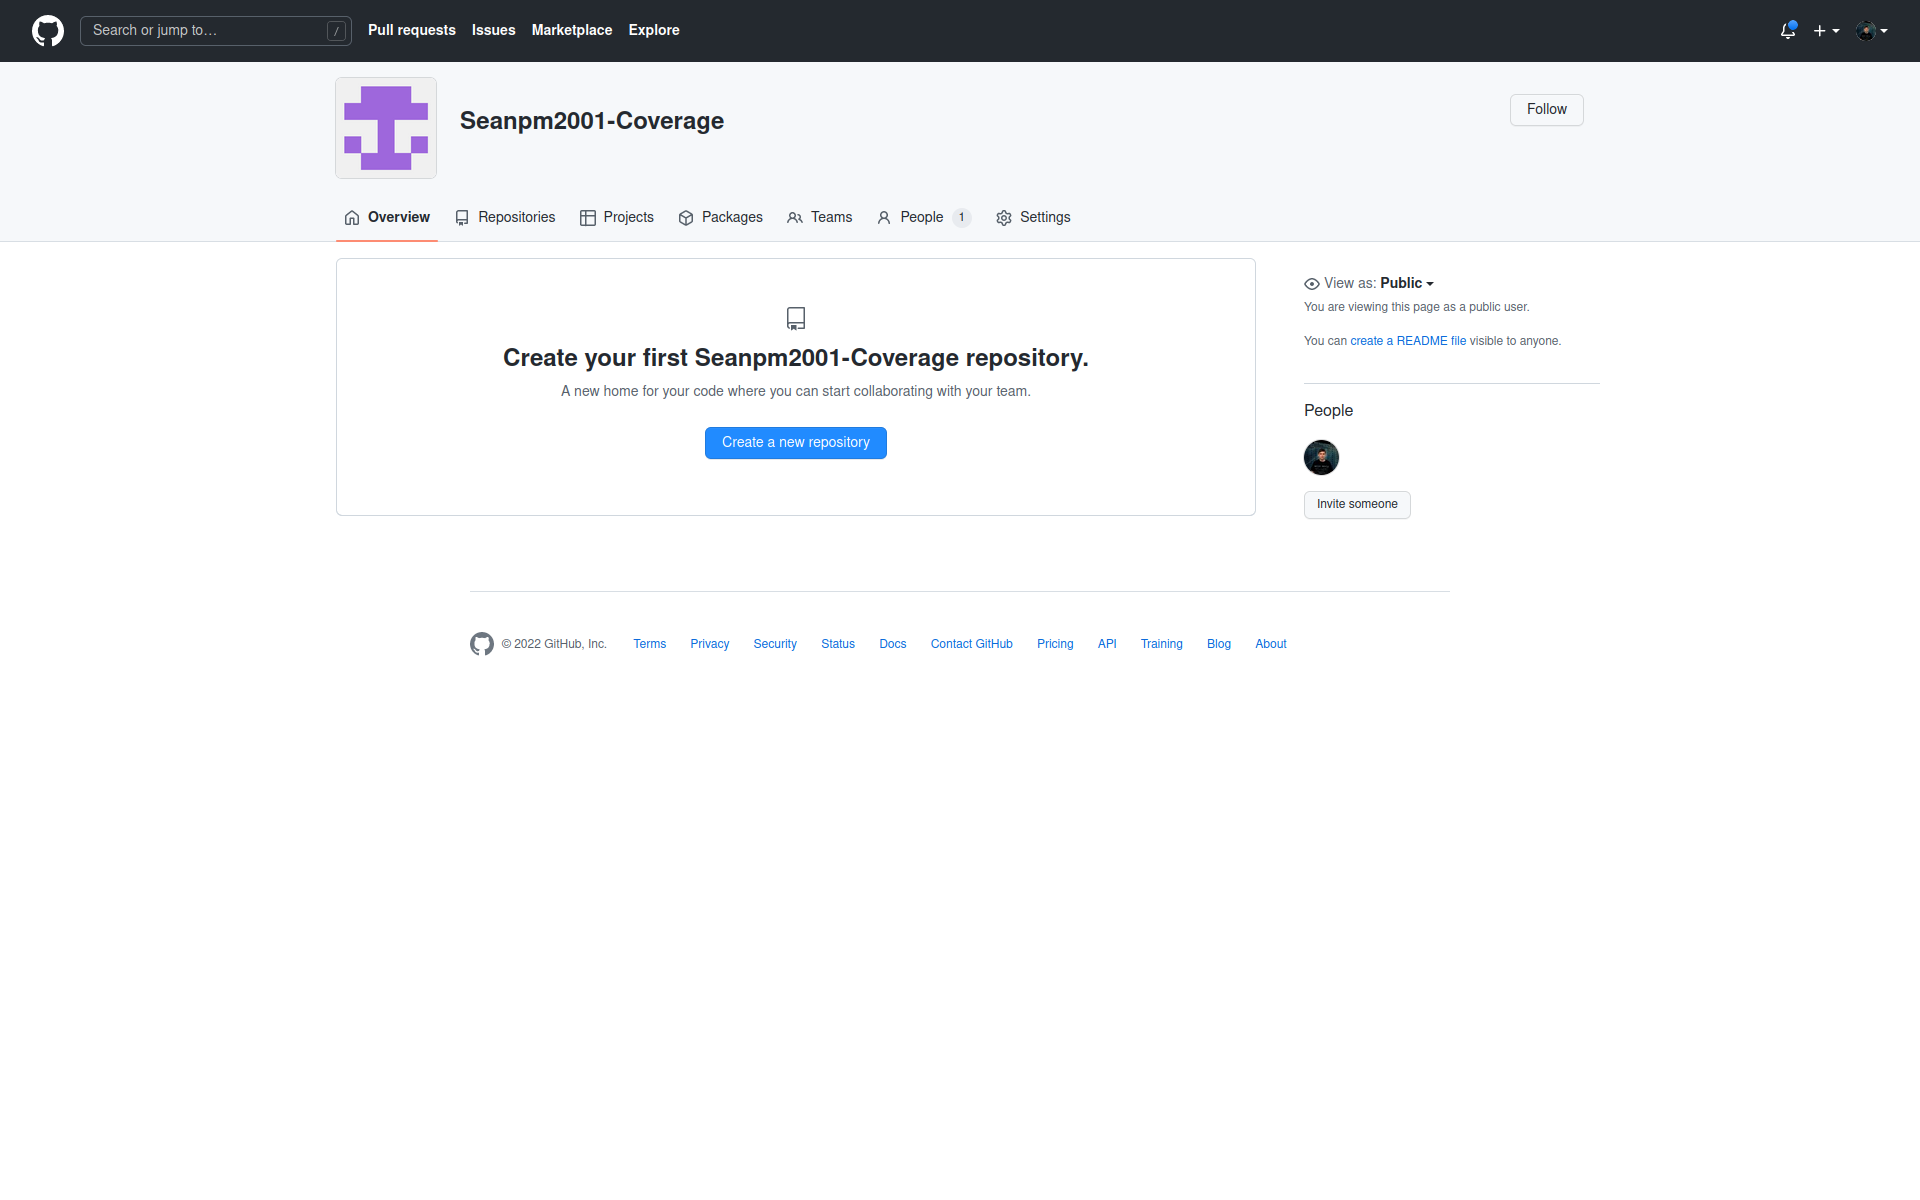 Search or jump to… /
Pull requests Issues Marketplace Explore
Seanpm2001-Coverage
Follow
Overview Repositories Projects Packages Teams People 1 Settings
Create your first Seanpm2001-Coverage repository.
A new home for your code where you can start collaborating with your team.
Create a new repository
View as: Public
You are viewing this page as a public user.
You can create a README file visible to anyone.
People
Invite someone
© 2022 GitHub, Inc. Terms Privacy Security Status Docs Contact GitHub Pricing API Training Blog About